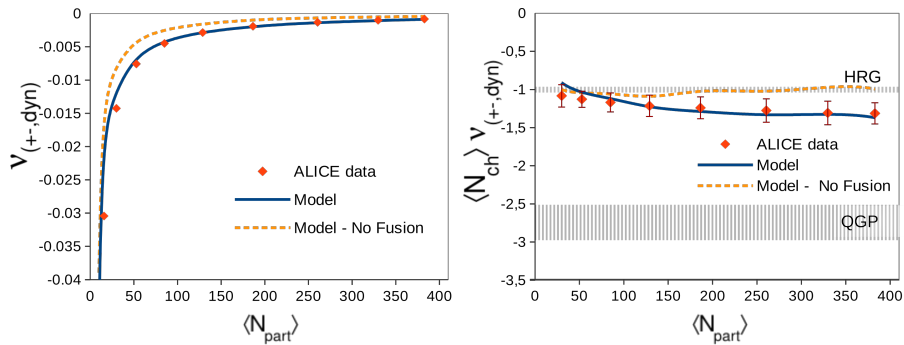 0
-0.005
-0.01
-0.015
-0.02
-0.025
-0.03
-0.035
-0.04
ν(+-,dyn)
ALICE data
Model
Model - No Fusion
0 50 100 150 200 250 300 350 400
⟨Npart⟩
0
-0,5
-1
-1,5
-2
-2,5
-3
-3,5
⟨Nch⟩ ν(+-,dyn)
HRG
ALICE data
Model
Model - No Fusion
QGP
0 50 100 150 200 250 300 350 400
⟨Npart⟩